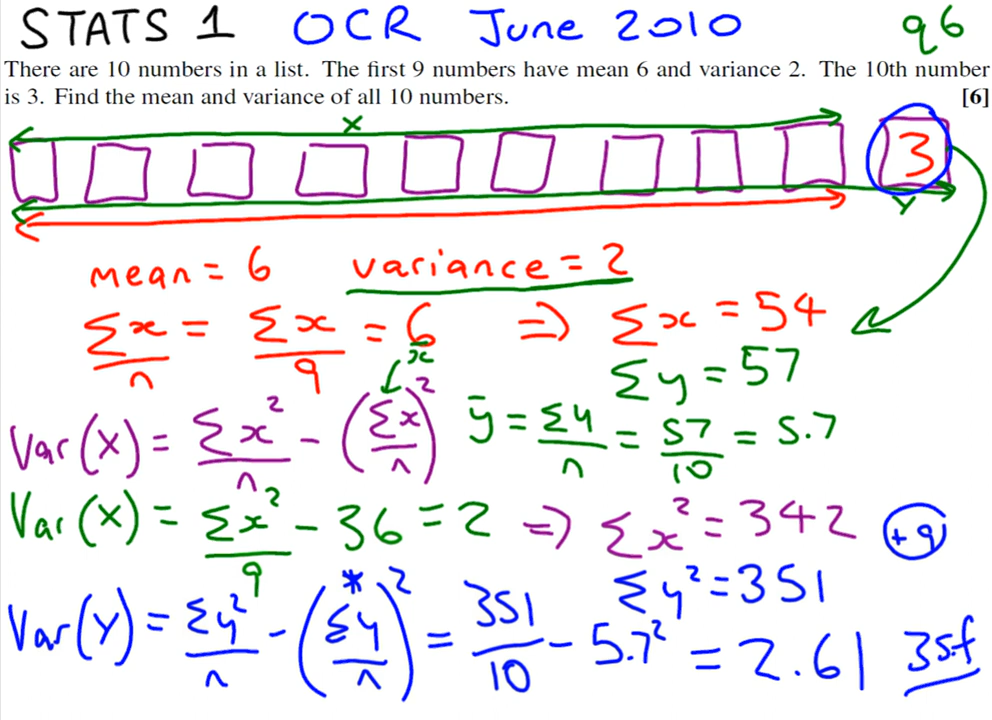 STATS 1 OCR June 2010 q6
There are 10 numbers in a list. The first 9 numbers have mean 6 and variance 2. The 10th number
is 3. Find the mean and variance of all 10 numbers. [6]
x
3
y
mean = 6 variance = 2
Σx/n = Σx/9 = 6 ⇒ Σx = 54
x̄
Σy = 57
Var(X) = Σx²/n - (Σx/n)² ȳ = Σy/n = 57/10 = 5.7
Var(X) = Σx²/9 - 36 = 2 ⇒ Σx² = 342 +9
Σy² = 351
Var(Y) = Σy²/n - (Σy/n)²* = 351/10 - 5.7² = 2.61 3sf